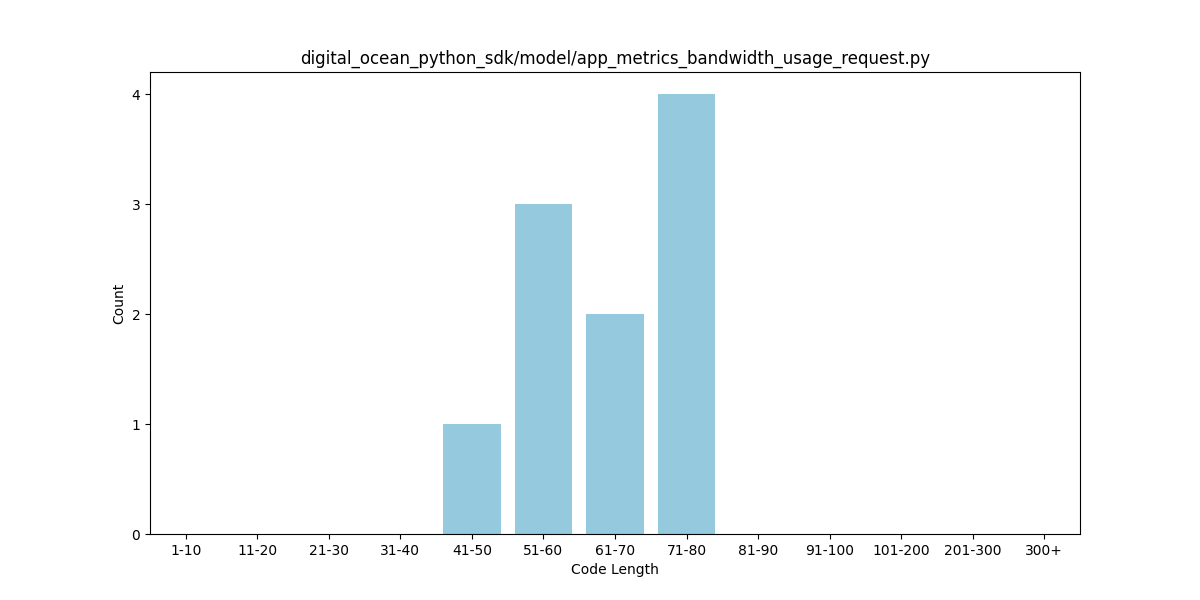 digital_ocean_python_sdk/model/app_metrics_bandwidth_usage_request.py
4
3
2
1
0
Count
1-10 11-20 21-30 31-40 41-50 51-60 61-70 71-80 81-90 91-100 101-200 201-300 300+
Code Length